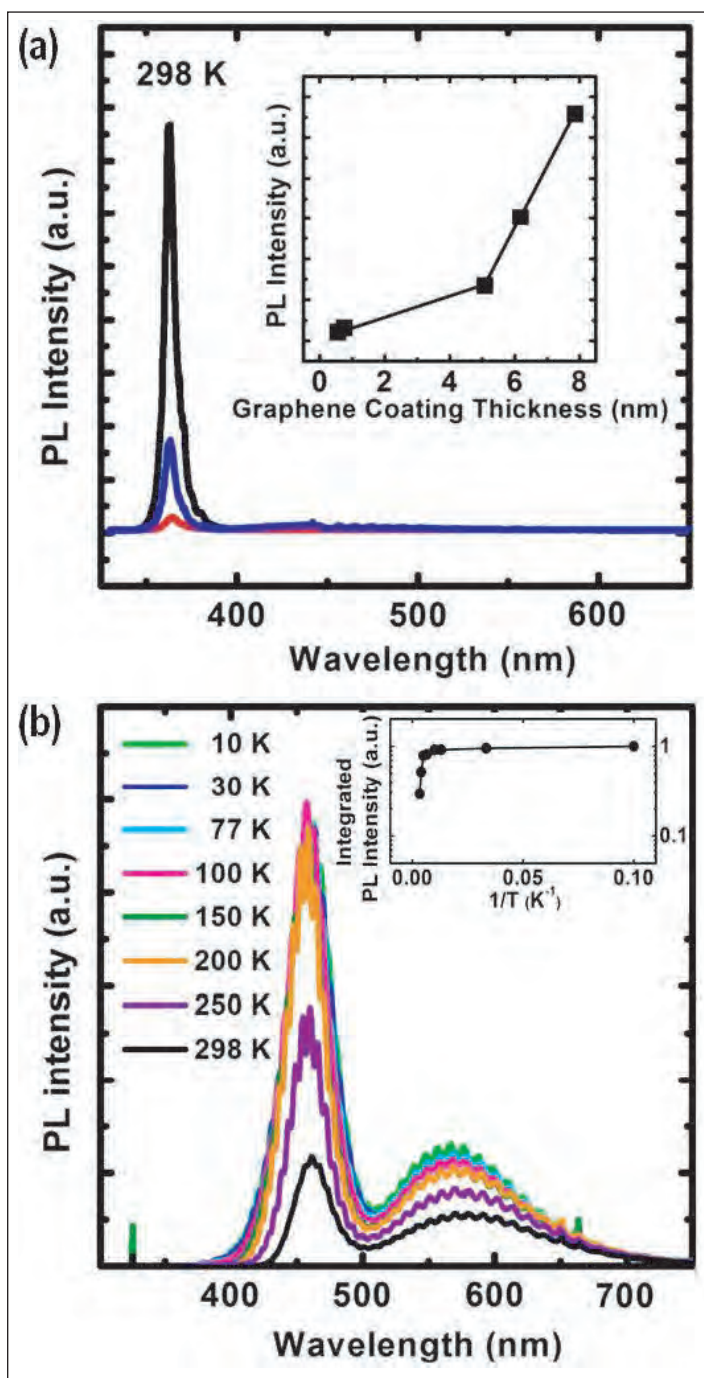 (a)
298 K
PL Intensity (a.u.)
PL Intensity (a.u.)
0 2 4 6 8
Graphene Coating Thickness (nm)
400 500 600
Wavelength (nm)
(b)
10 K
30 K
77 K
100 K
150 K
200 K
250 K
298 K
PL intensity (a.u.)
Integrated
PL Intensity (a.u.)
1
0.1
0.00 0.05 0.10
1/T (K⁻¹)
400 500 600 700
Wavelength (nm)